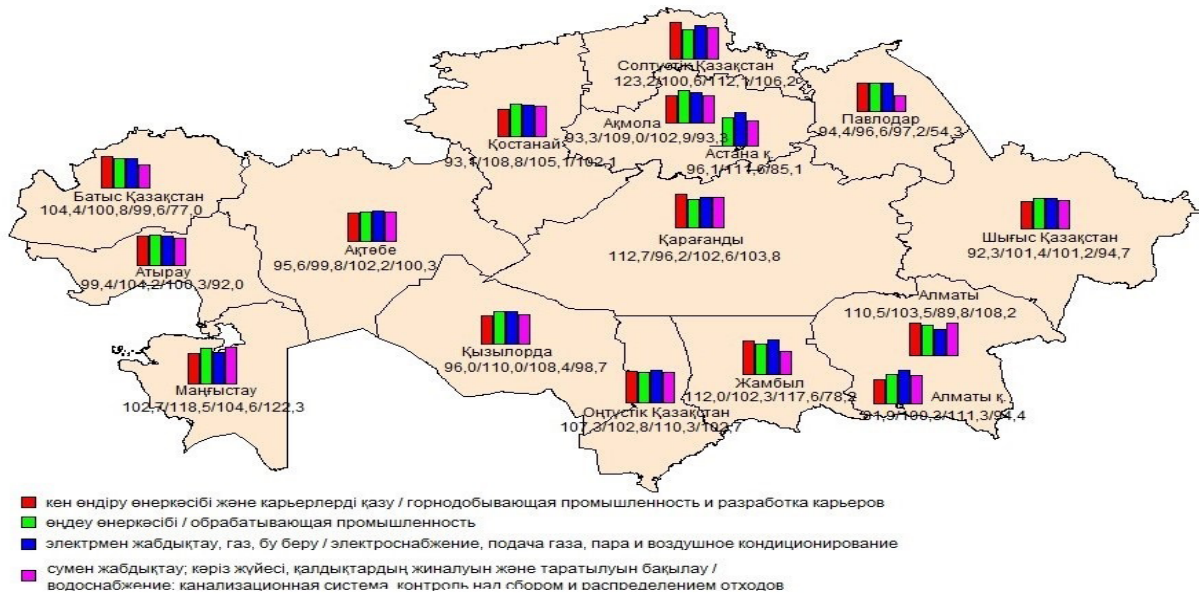 Солтүстік Қазақстан
123,2/100,6/112,1/106,2
Ақмола
93,3/109,0/102,9/93,3
Павлодар
94,4/96,6/97,2/54,3
Қостанай
93,1/108,8/105,1/102,1
Астана қ.
96,1/111,6/85,1
Батыс Қазақстан
104,4/100,8/99,6/77,0
Ақтөбе
95,6/99,8/102,2/100,3
Қарағанды
112,7/96,2/102,6/103,8
Шығыс Қазақстан
92,3/101,4/101,2/94,7
Атырау
99,4/104,2/100,3/92,0
Алматы
110,5/103,5/89,8/108,2
Қызылорда
96,0/110,0/108,4/98,7
Маңғыстау
102,7/118,5/104,6/122,3
Жамбыл
112,0/102,3/117,6/78,2
Алматы қ.
81,9/100,3/111,3/94,4
Оңтүстік Қазақстан
107,3/102,8/110,3/102,7
кен өндіру өнеркәсібі және карьерлерді қазу / горнодобывающая промышленность и разработка карьеров
өңдеу өнеркәсібі / обрабатывающая промышленность
электрмен жабдықтау, газ, бу беру / электроснабжение, подача газа, пара и воздушное кондиционирование
сумен жабдықтау; кәріз жүйесі, қалдықтардың жиналуын және таратылуын бақылау /
водоснабжение; канализационная система, контроль над сбором и распределением отходов